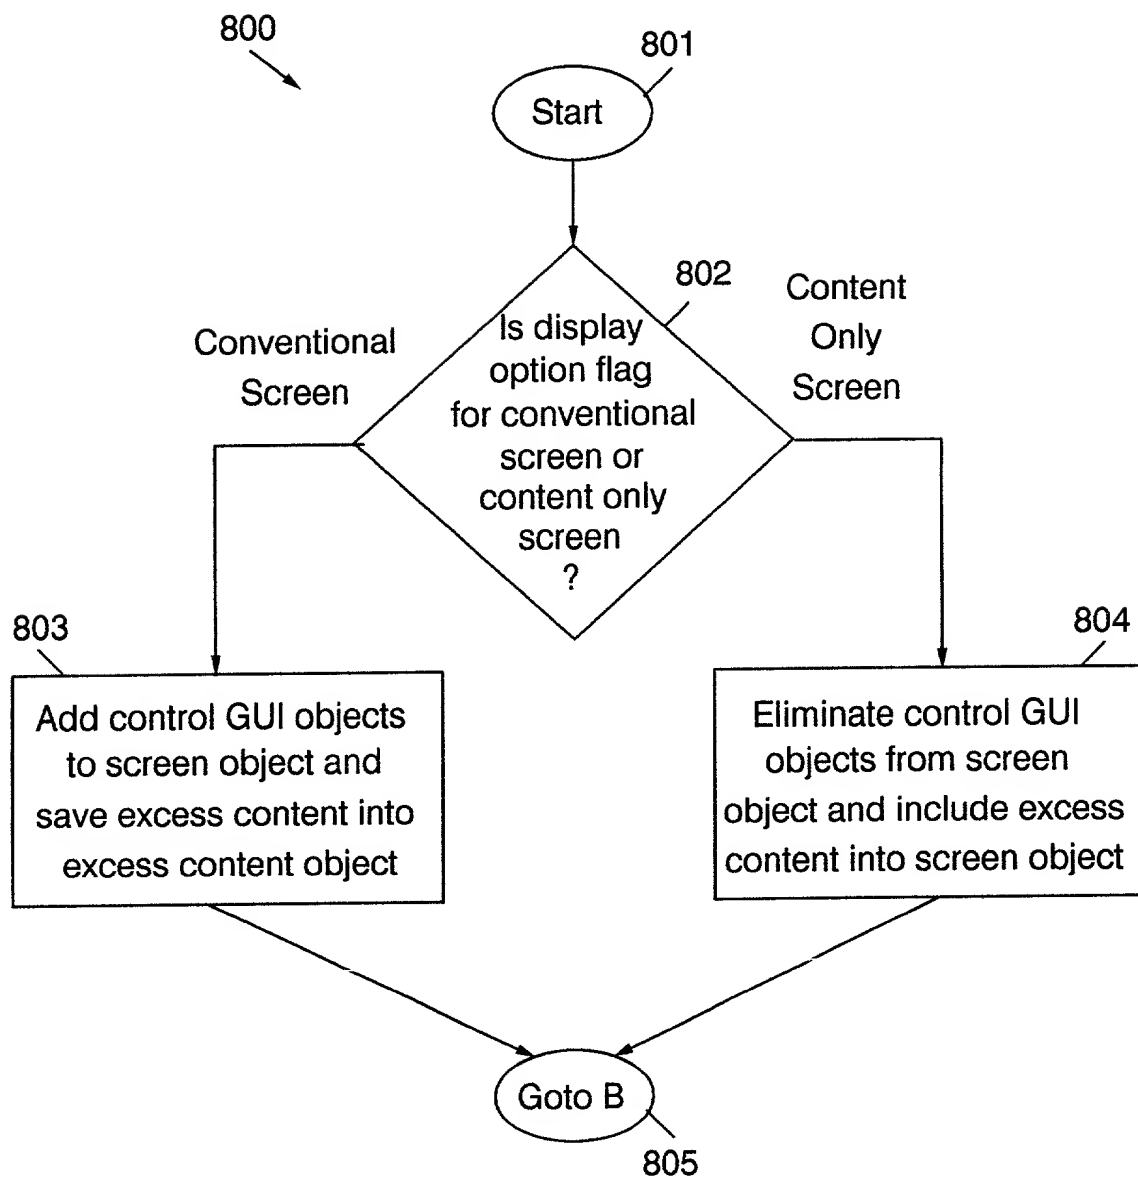 800
801
Start
802
Is display
option flag
for conventional
screen or
content only
screen
?
Conventional
Screen
Content
Only
Screen
803
Add control GUI objects
to screen object and
save excess content into
excess content object
804
Eliminate control GUI
objects from screen
object and include excess
content into screen object
Goto B
805